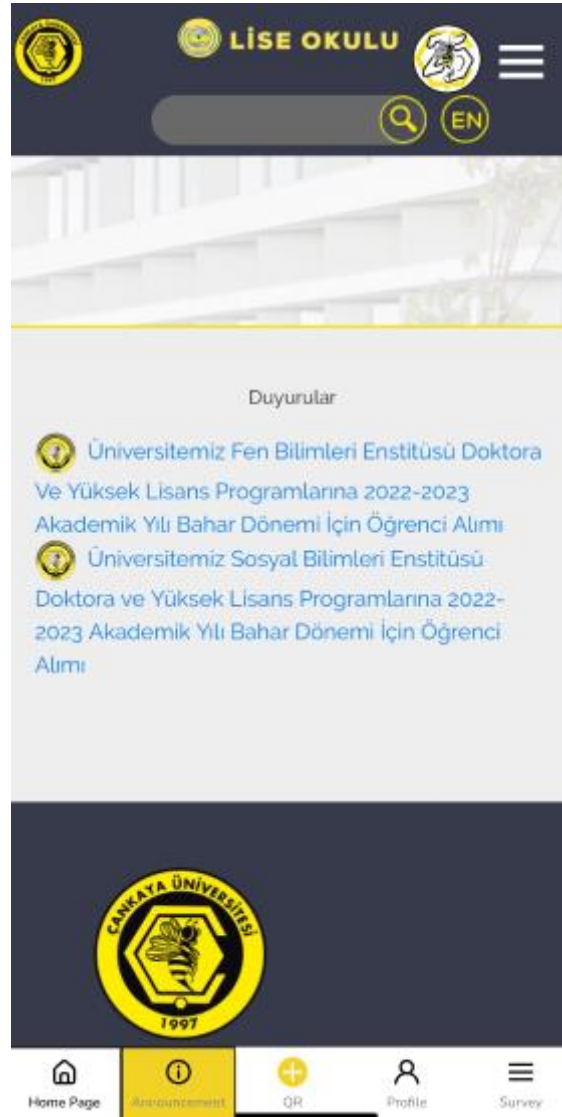 LİSE OKULU
EN
Duyurular
Üniversitemiz Fen Bilimleri Enstitüsü Doktora
Ve Yüksek Lisans Programlarına 2022-2023
Akademik Yılı Bahar Dönemi İçin Öğrenci Alımı
Üniversitemiz Sosyal Bilimleri Enstitüsü
Doktora ve Yüksek Lisans Programlarına 2022-
2023 Akademik Yılı Bahar Dönemi İçin Öğrenci
Alımı
ÇANKAYA ÜNİVERSİTESİ
1997
Home Page
Announcement
QR
Profile
Survey